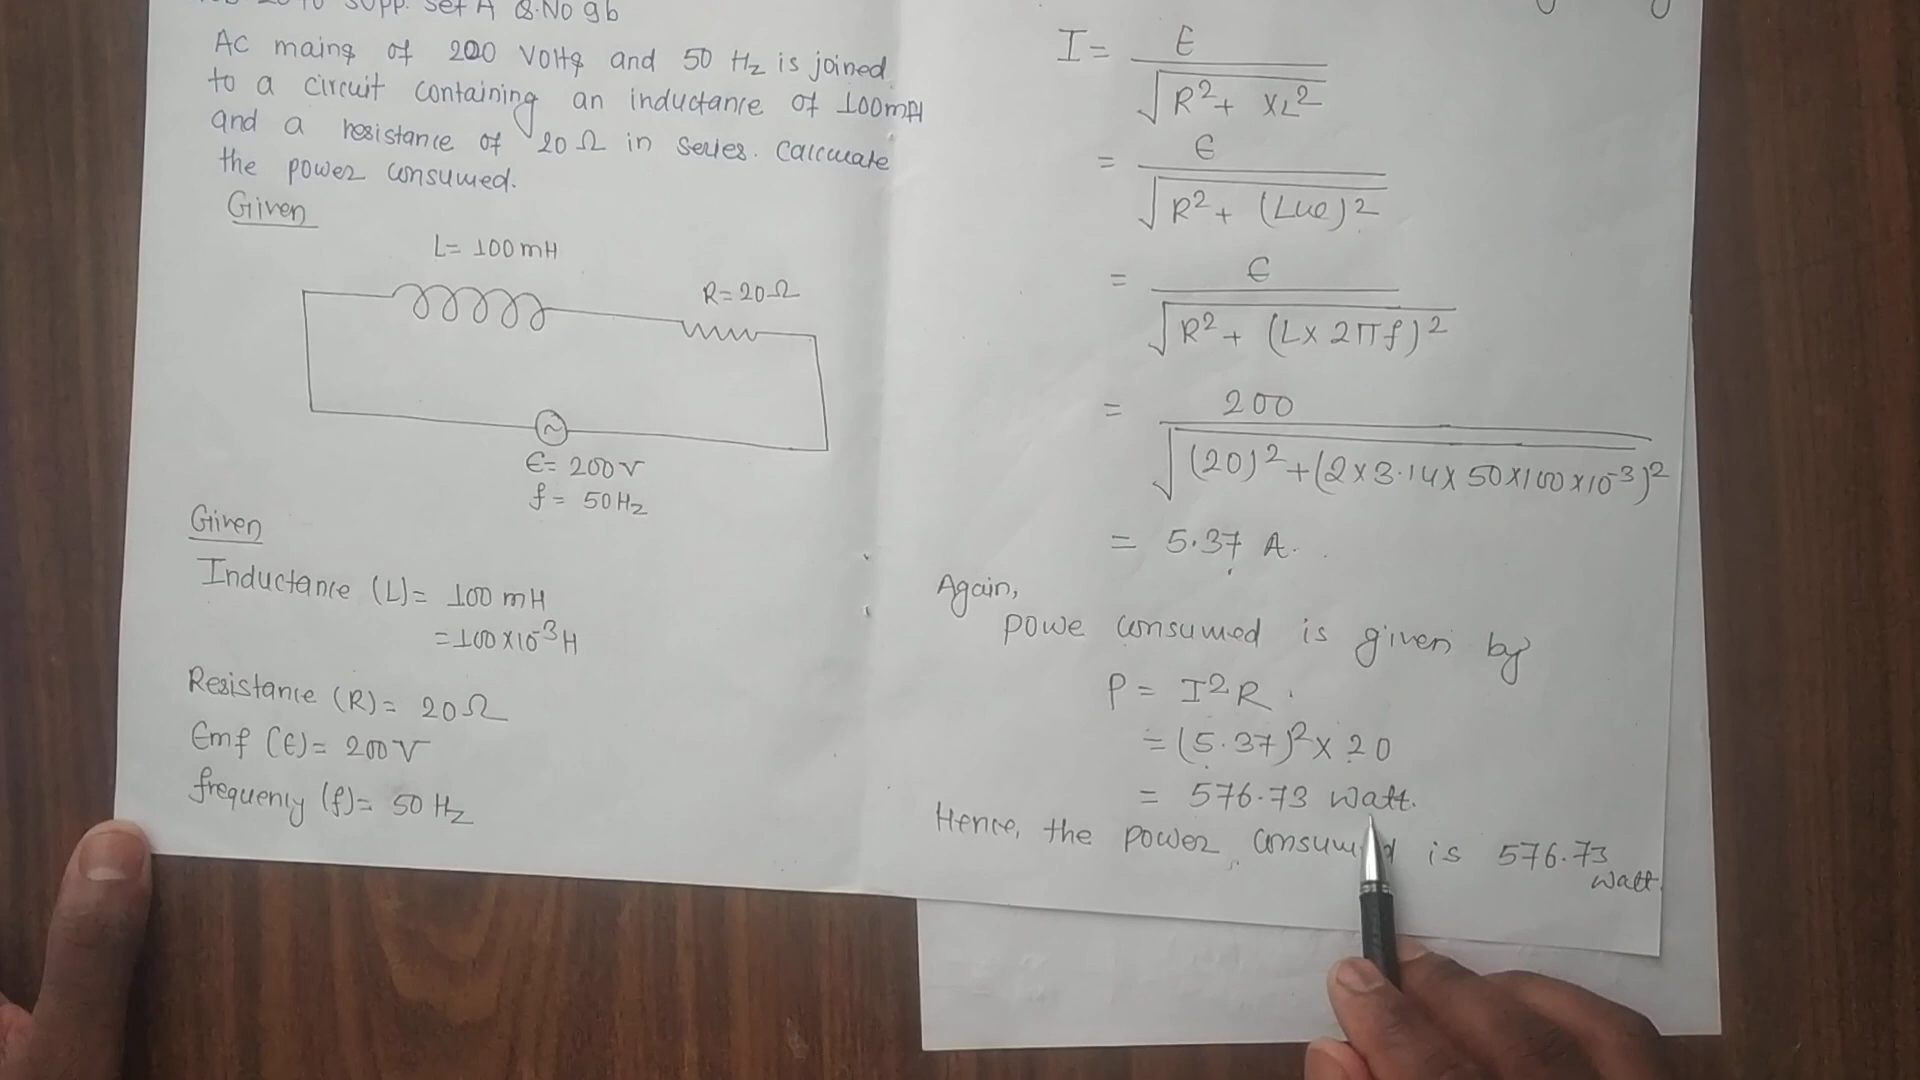 Supp. Set A Q.No 9b
AC mains of 200 Volts and 50 Hz is joined
to a circuit containing an inductance of 100mH
and a resistance of 20 Ω in series. Calculate
the power consumed.
Given
L= 100 mH
R= 20 Ω
~
E= 200 V
f = 50 Hz
Given
Inductance (L)= 100 mH
= 100 X 10^-3 H
Resistance (R)= 20 Ω
Emf (E)= 200 V
frequency (f)= 50 Hz
I = E / √(R² + XL²)
= E / √(R² + (Lω)²)
= E / √(R² + (L x 2πf)²)
= 200 / √((20)² + (2 x 3.14 x 50 x 100 x 10^-3)²)
= 5.37 A.
Again,
Powe consumed is given by
P = I²R.
= (5.37)² x 20
= 576.73 Watt.
Hence, the power consumed is 576.73
Watt.